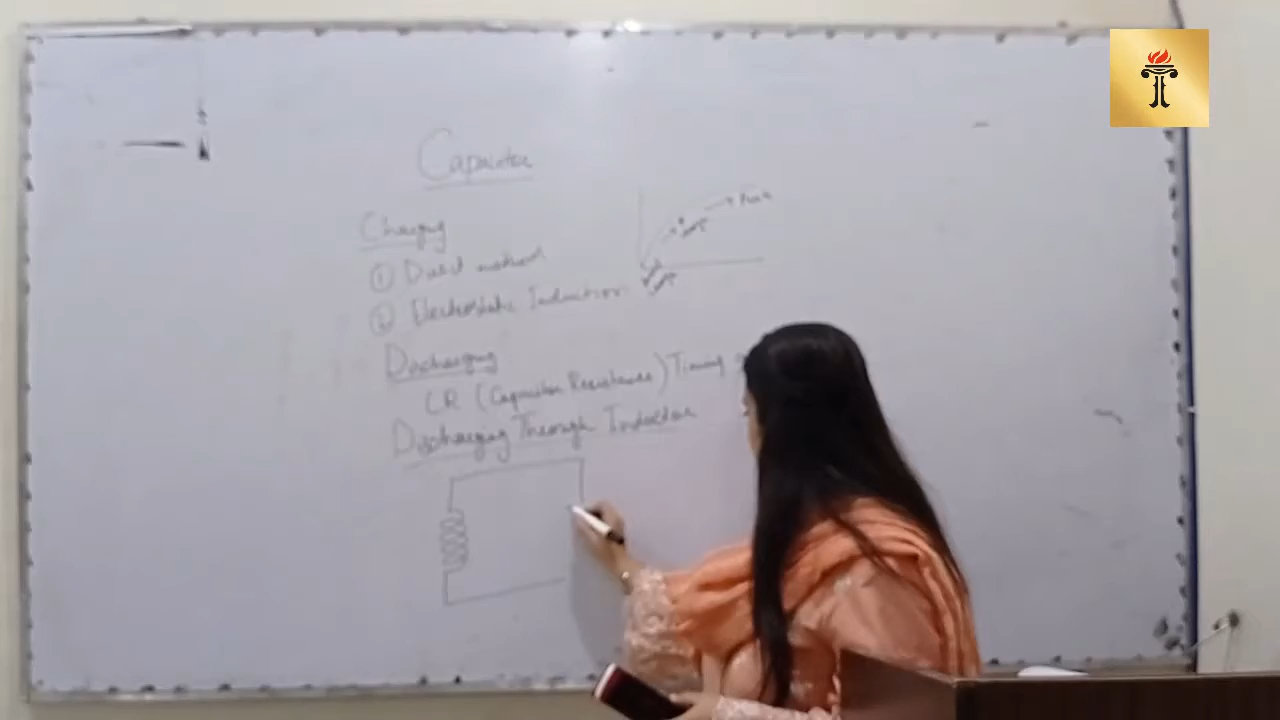 Capacitor
Charging
① Direct method
② Electrostatic Induction
Discharging
CR (Capacitor Resistance) Timing
Discharging Through Inductor